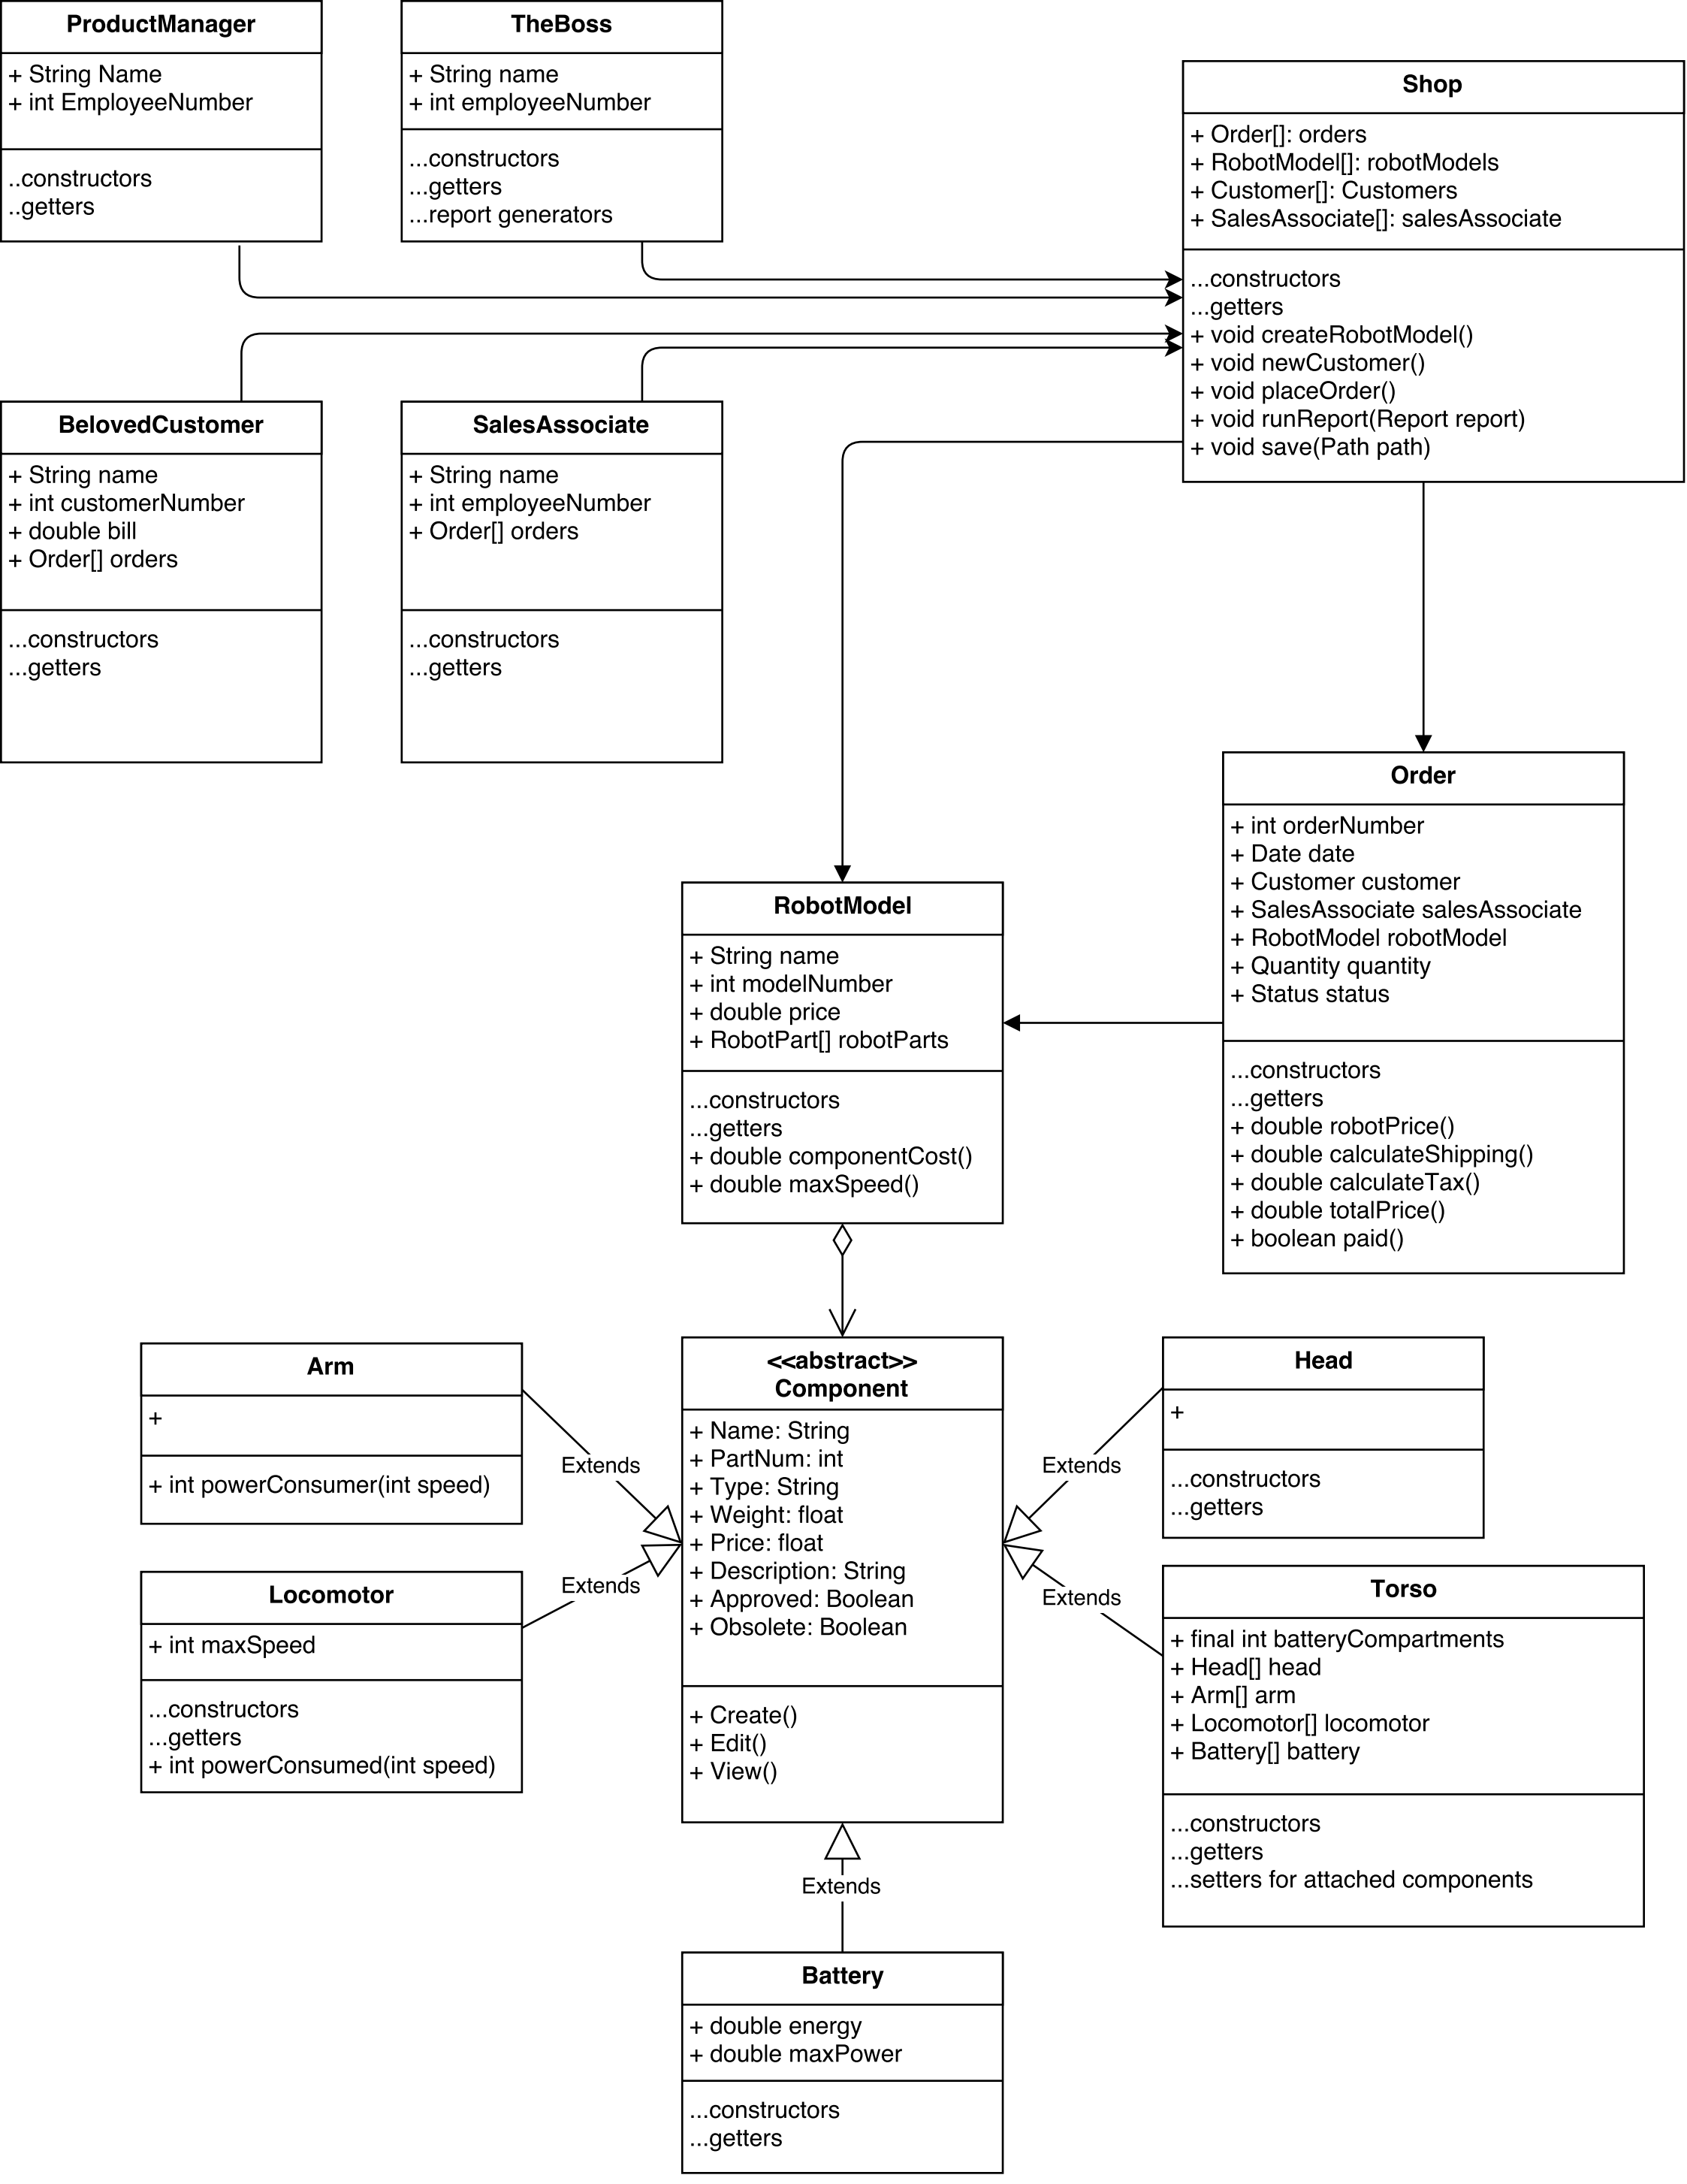 ProductManager
+ String Name
+ int EmployeeNumber
..constructors
..getters
TheBoss
+ String name
+ int employeeNumber
...constructors
...getters
...report generators
Shop
+ Order[]: orders
+ RobotModel[]: robotModels
+ Customer[]: Customers
+ SalesAssociate[]: salesAssociate
...constructors
...getters
+ void createRobotModel()
+ void newCustomer()
+ void placeOrder()
+ void runReport(Report report)
+ void save(Path path)
BelovedCustomer
+ String name
+ int customerNumber
+ double bill
+ Order[] orders
...constructors
...getters
SalesAssociate
+ String name
+ int employeeNumber
+ Order[] orders
...constructors
...getters
Order
+ int orderNumber
+ Date date
+ Customer customer
+ SalesAssociate salesAssociate
+ RobotModel robotModel
+ Quantity quantity
+ Status status
...constructors
...getters
+ double robotPrice()
+ double calculateShipping()
+ double calculateTax()
+ double totalPrice()
+ boolean paid()
RobotModel
+ String name
+ int modelNumber
+ double price
+ RobotPart[] robotParts
...constructors
...getters
+ double componentCost()
+ double maxSpeed()
Arm
+
+ int powerConsumer(int speed)
Extends
<<abstract>>
Component
+ Name: String
+ PartNum: int
+ Type: String
+ Weight: float
+ Price: float
+ Description: String
+ Approved: Boolean
+ Obsolete: Boolean
+ Create()
+ Edit()
+ View()
Extends
Head
+
...constructors
...getters
Locomotor
+ int maxSpeed
...constructors
...getters
+ int powerConsumed(int speed)
Extends
Extends
Torso
+ final int batteryCompartments
+ Head[] head
+ Arm[] arm
+ Locomotor[] locomotor
+ Battery[] battery
...constructors
...getters
...setters for attached components
Extends
Battery
+ double energy
+ double maxPower
...constructors
...getters